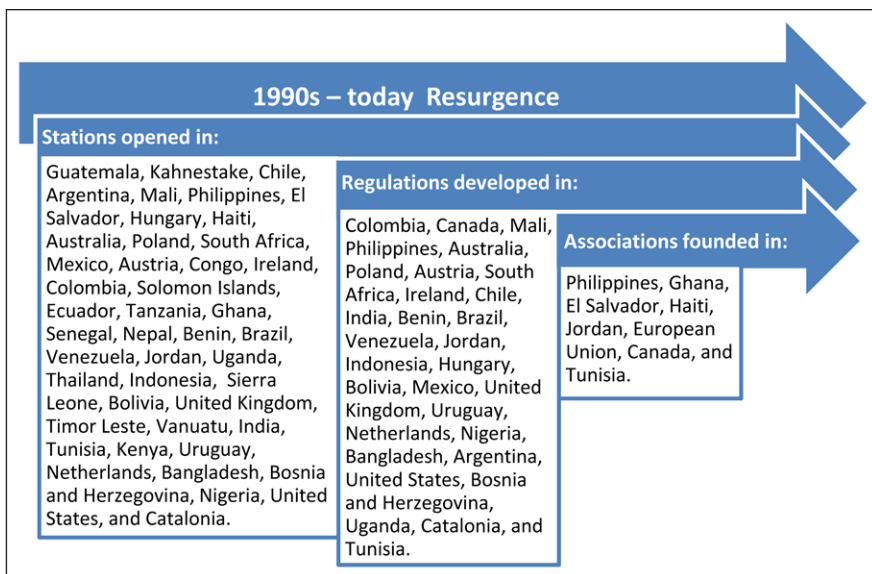 1990s – today Resurgence
Stations opened in:
Guatemala, Kahnestake, Chile,
Argentina, Mali, Philippines, El
Salvador, Hungary, Haiti,
Australia, Poland, South Africa,
Mexico, Austria, Congo, Ireland,
Colombia, Solomon Islands,
Ecuador, Tanzania, Ghana,
Senegal, Nepal, Benin, Brazil,
Venezuela, Jordan, Uganda,
Thailand, Indonesia, Sierra
Leone, Bolivia, United Kingdom,
Timor Leste, Vanuatu, India,
Tunisia, Kenya, Uruguay,
Netherlands, Bangladesh, Bosnia
and Herzegovina, Nigeria, United
States, and Catalonia.
Regulations developed in:
Colombia, Canada, Mali,
Philippines, Australia,
Poland, Austria, South
Africa, Ireland, Chile,
India, Benin, Brazil,
Venezuela, Jordan,
Indonesia, Hungary,
Bolivia, Mexico, United
Kingdom, Uruguay,
Netherlands, Nigeria,
Bangladesh, Argentina,
United States, Bosnia
and Herzegovina,
Uganda, Catalonia, and
Tunisia.
Associations founded in:
Philippines, Ghana,
El Salvador, Haiti,
Jordan, European
Union, Canada, and
Tunisia.